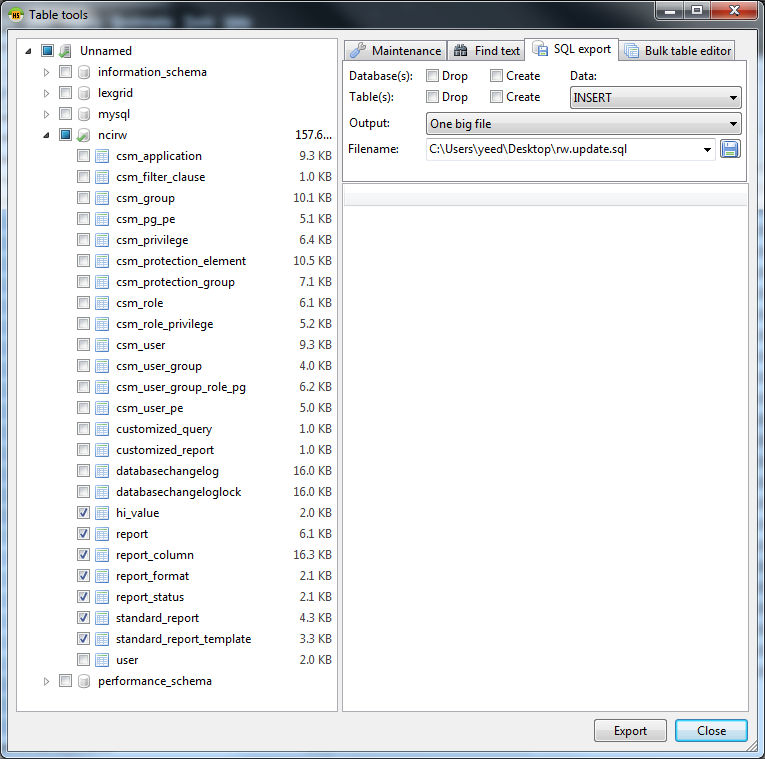 Table tools
Unnamed
information_schema
lexgrid
mysql
ncirw 157.6...
csm_application 9.3 KB
csm_filter_clause 1.0 KB
csm_group 10.1 KB
csm_pg_pe 5.1 KB
csm_privilege 6.4 KB
csm_protection_element 10.5 KB
csm_protection_group 7.1 KB
csm_role 6.1 KB
csm_role_privilege 5.2 KB
csm_user 9.3 KB
csm_user_group 4.0 KB
csm_user_group_role_pg 6.2 KB
csm_user_pe 5.0 KB
customized_query 1.0 KB
customized_report 1.0 KB
databasechangelog 16.0 KB
databasechangeloglock 16.0 KB
hi_value 2.0 KB
report 6.1 KB
report_column 16.3 KB
report_format 2.1 KB
report_status 2.1 KB
standard_report 4.3 KB
standard_report_template 3.3 KB
user 2.0 KB
performance_schema
Maintenance Find text SQL export Bulk table editor
Database(s): Drop Create Data:
Table(s): Drop Create INSERT
Output: One big file
Filename: C:\Users\yeed\Desktop\rw.update.sql
Export Close